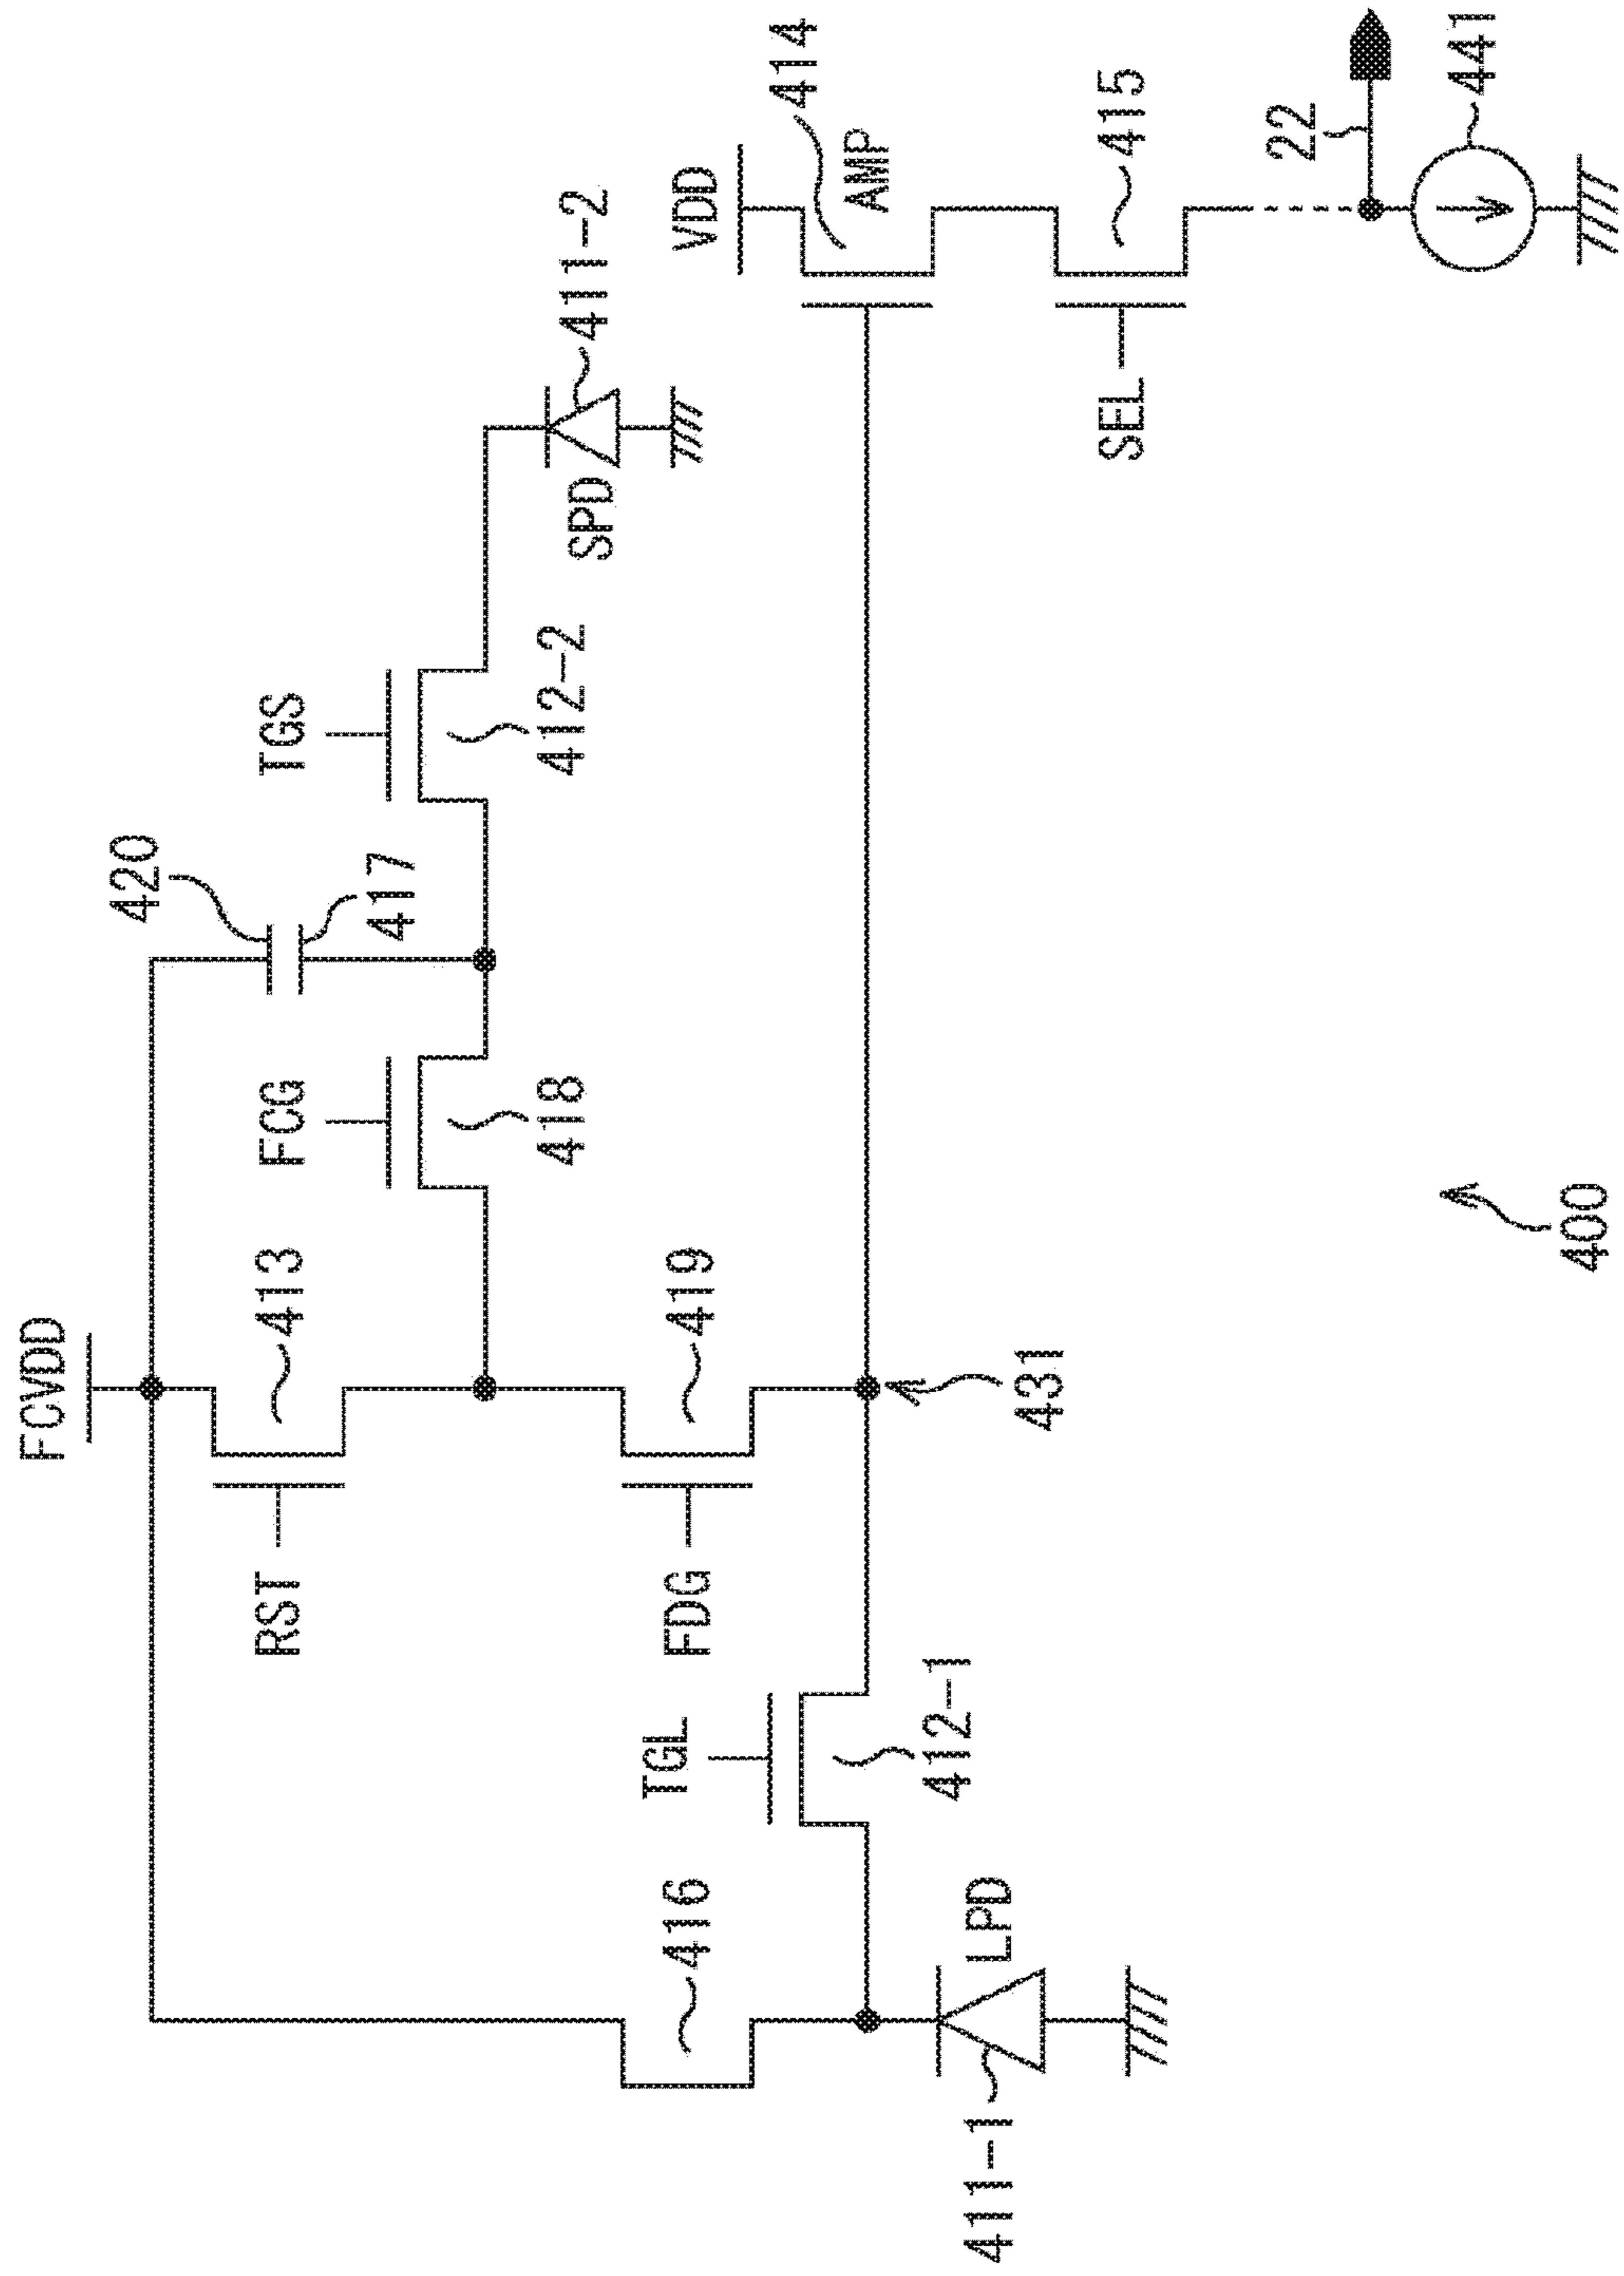 FCVDD
420
413
RST
FCG
TGS
417
418
412-2
411-2
SPD
VDD
414
AMP
416
TGL
FDG
419
411-1
LPD
412-1
431
SEL
415
22
441
400